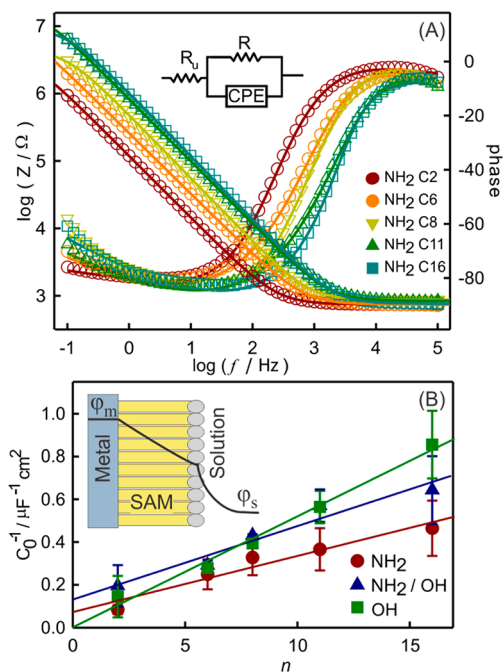 (A)
7
6
5
4
3
log ( Z / Ω )
R
Rᵤ
CPE
0
-20
-40
-60
-80
phase
NH2 C2
NH2 C6
NH2 C8
NH2 C11
NH2 C16
-1 0 1 2 3 4 5
log ( f / Hz )
(B)
1.0
0.8
0.6
0.4
0.2
0.0
C₀⁻¹ / μF⁻¹ cm²
φₘ
Metal
SAM
Solution
φₛ
NH₂
NH₂ / OH
OH
0 5 10 15
n